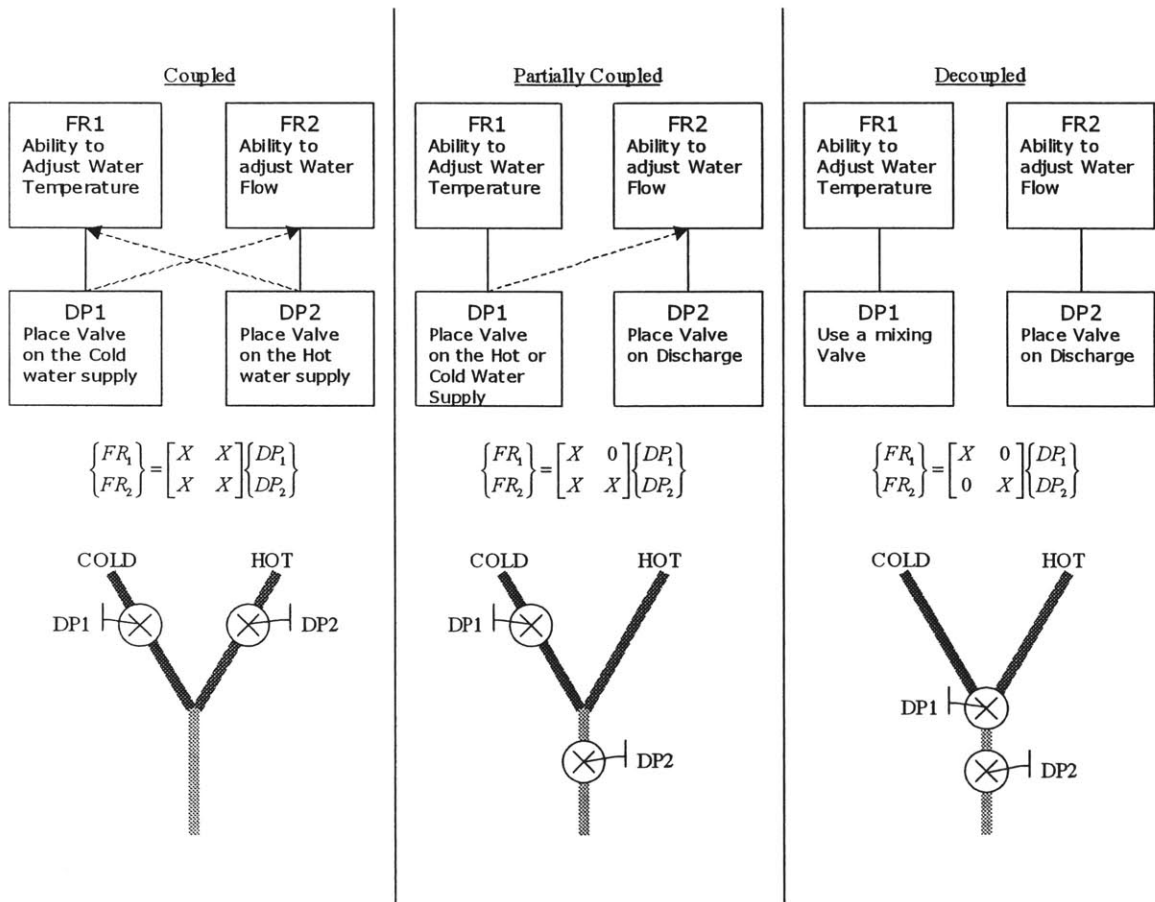 Coupled
FR1
Ability to
Adjust Water
Temperature
FR2
Ability to
adjust Water
Flow
DP1
Place Valve
on the Cold
water supply
DP2
Place Valve
on the Hot
water supply
{FR₁} = [X X] {DP₁}
{FR₂} [X X] {DP₂}
COLD
HOT
DP1
DP2
Partially Coupled
FR1
Ability to
Adjust Water
Temperature
FR2
Ability to
adjust Water
Flow
DP1
Place Valve
on the Hot or
Cold Water
Supply
DP2
Place Valve
on Discharge
{FR₁} = [X 0] {DP₁}
{FR₂} [X X] {DP₂}
COLD
HOT
DP1
DP2
Decoupled
FR1
Ability to
Adjust Water
Temperature
FR2
Ability to
adjust Water
Flow
DP1
Use a mixing
Valve
DP2
Place Valve
on Discharge
{FR₁} = [X 0] {DP₁}
{FR₂} [0 X] {DP₂}
COLD
HOT
DP1
DP2